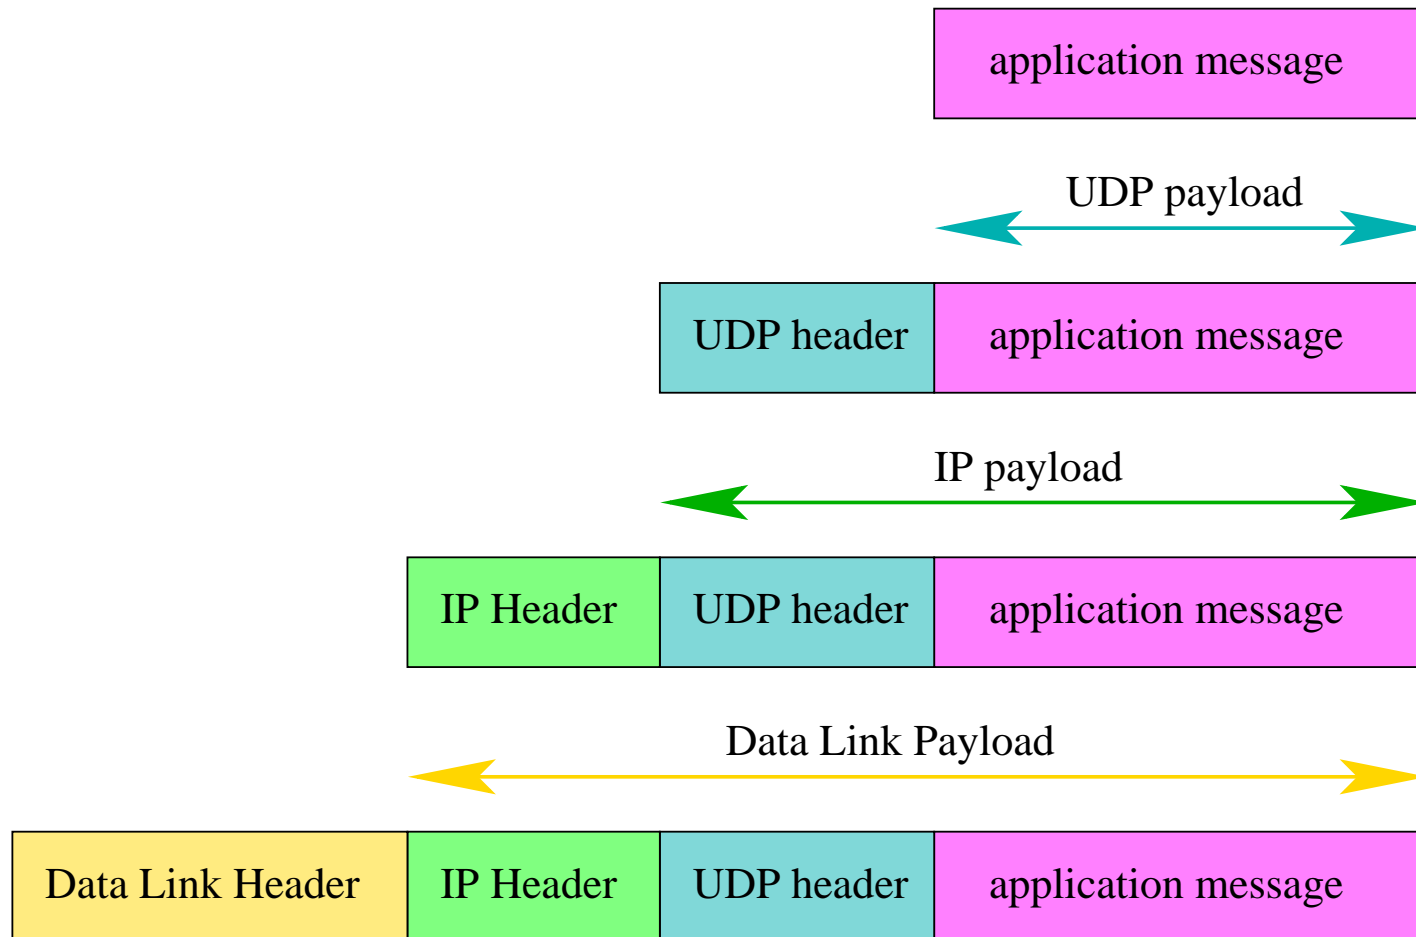 application message
UDP payload
UDP header application message
IP payload
IP Header UDP header application message
Data Link Payload
Data Link Header IP Header UDP header application message